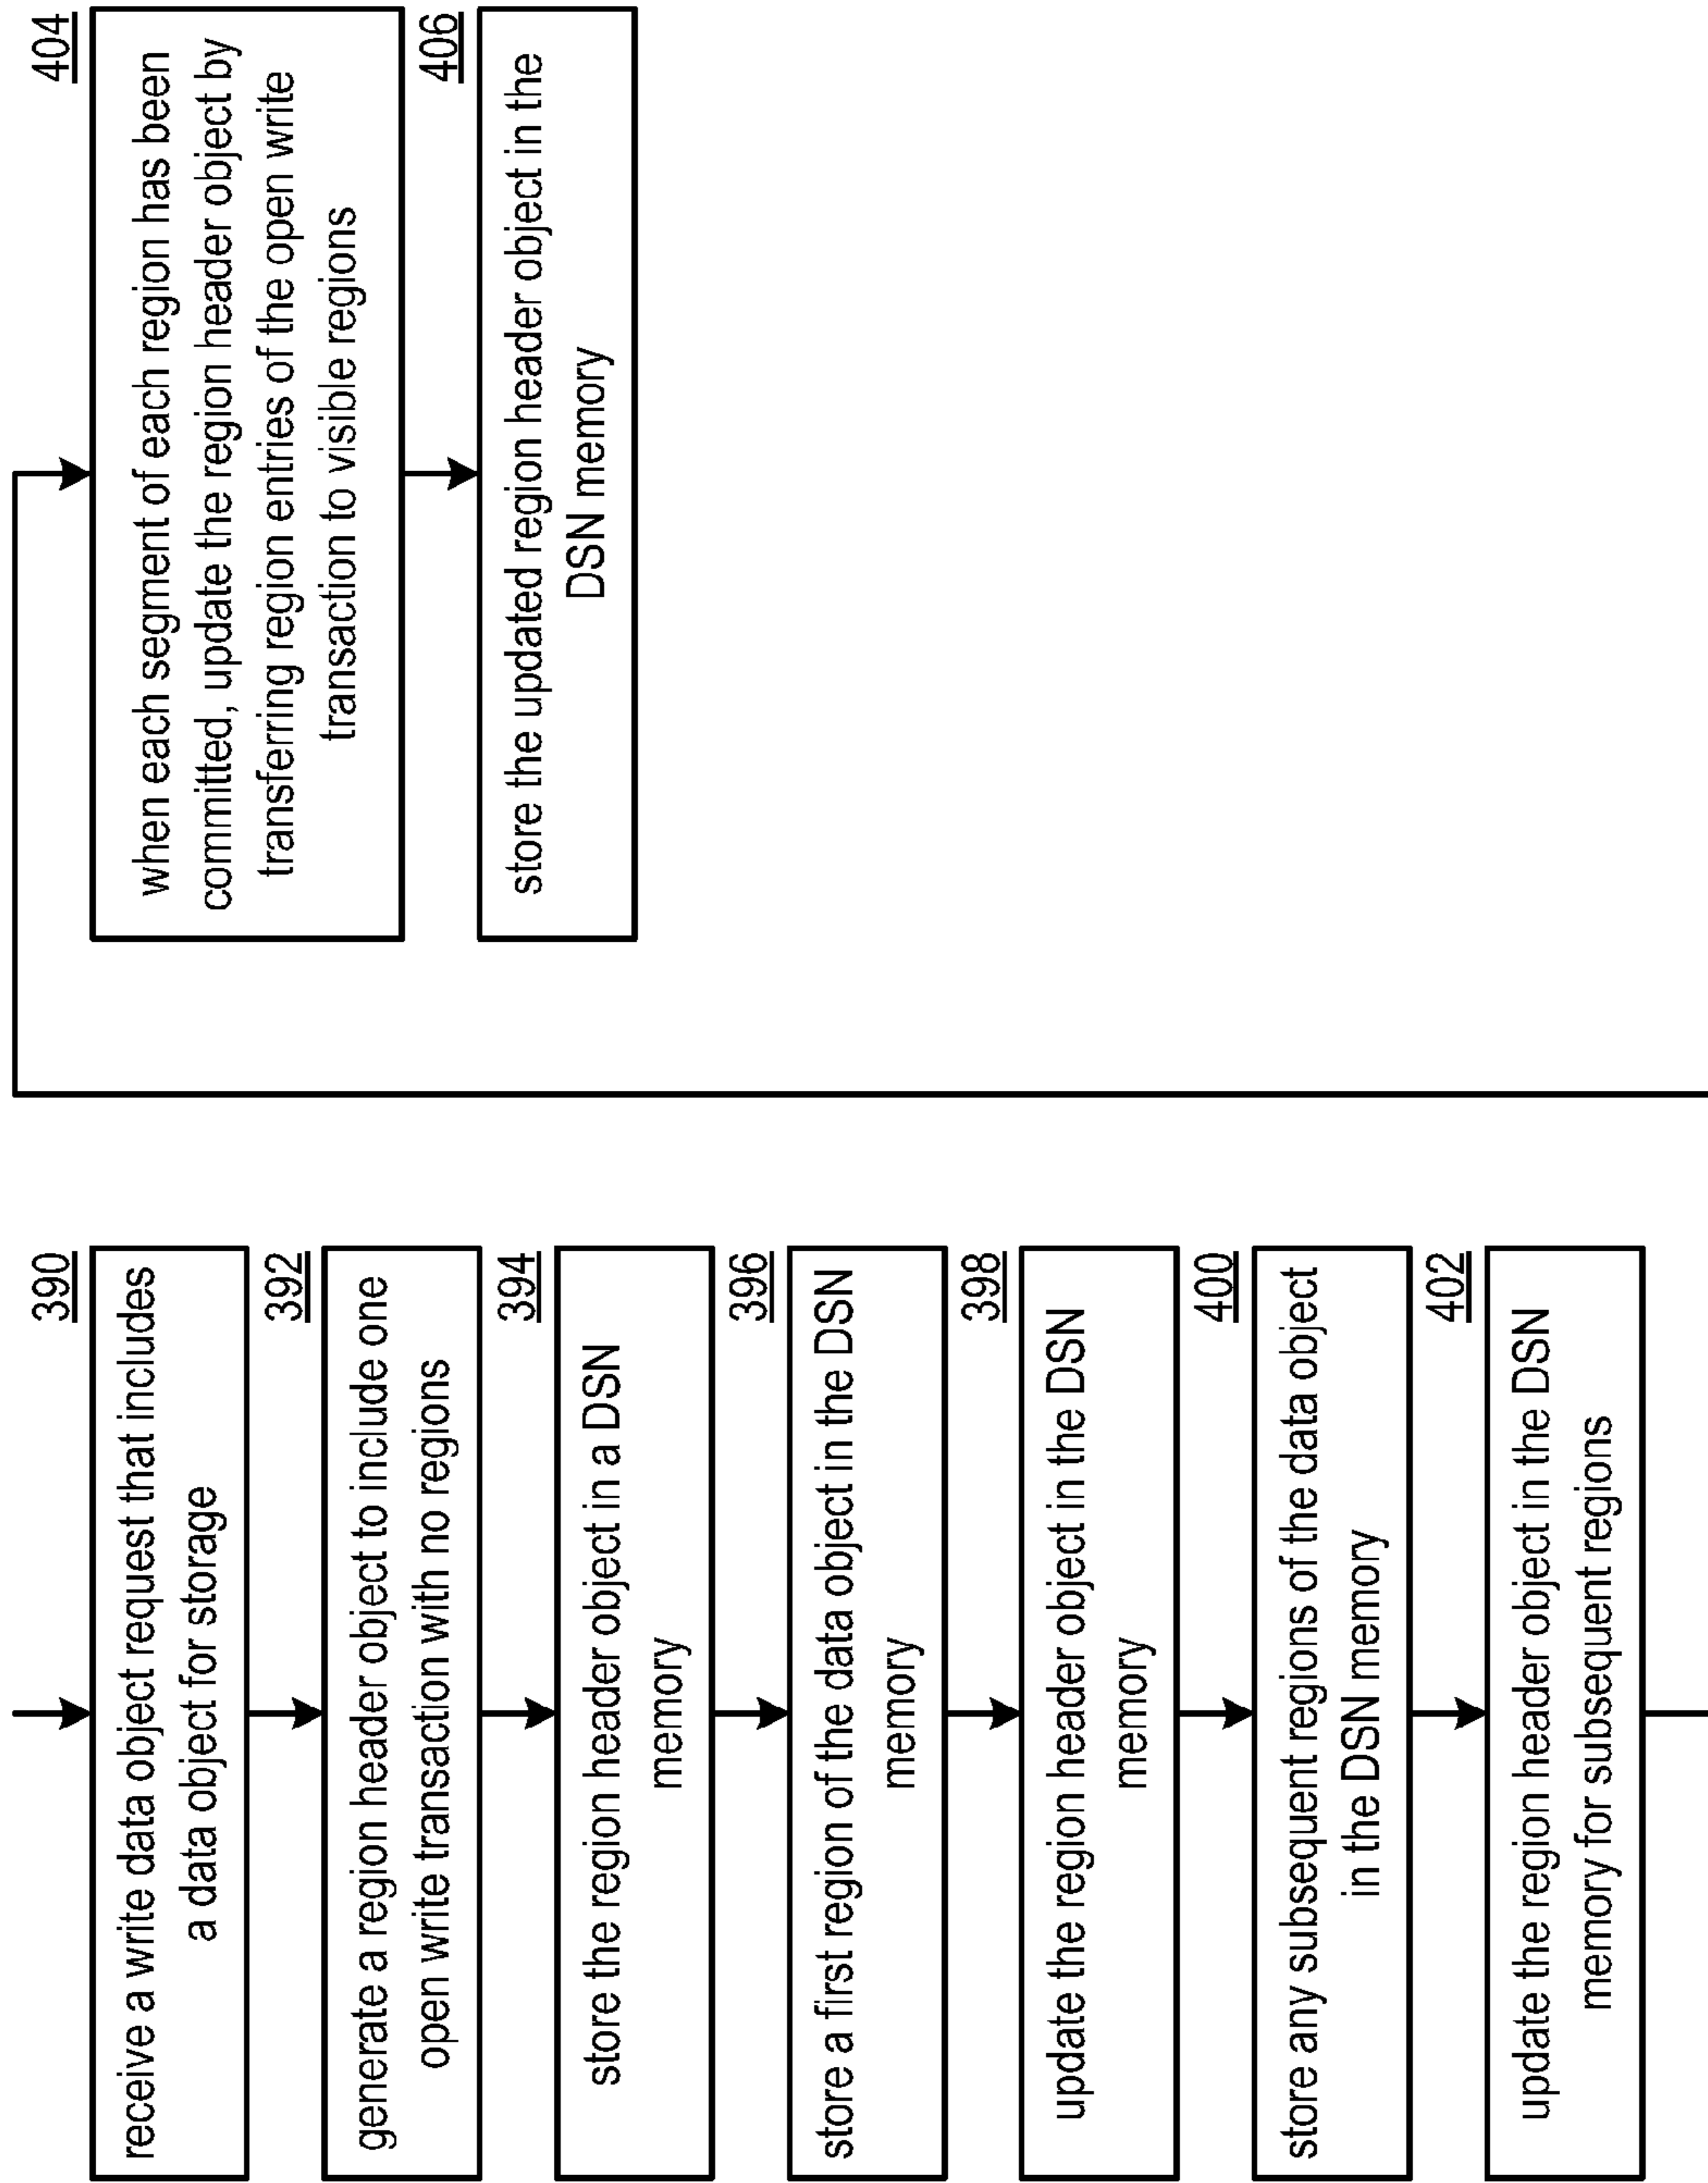 390
receive a write data object request that includes
a data object for storage
392
generate a region header object to include one
open write transaction with no regions
394
store the region header object in a DSN
memory
396
store a first region of the data object in the DSN
memory
398
update the region header object in the DSN
memory
400
store any subsequent regions of the data object
in the DSN memory
402
update the region header object in the DSN
memory for subsequent regions
404
when each segment of each region has been
committed, update the region header object by
transferring region entries of the open write
transaction to visible regions
406
store the updated region header object in the
DSN memory